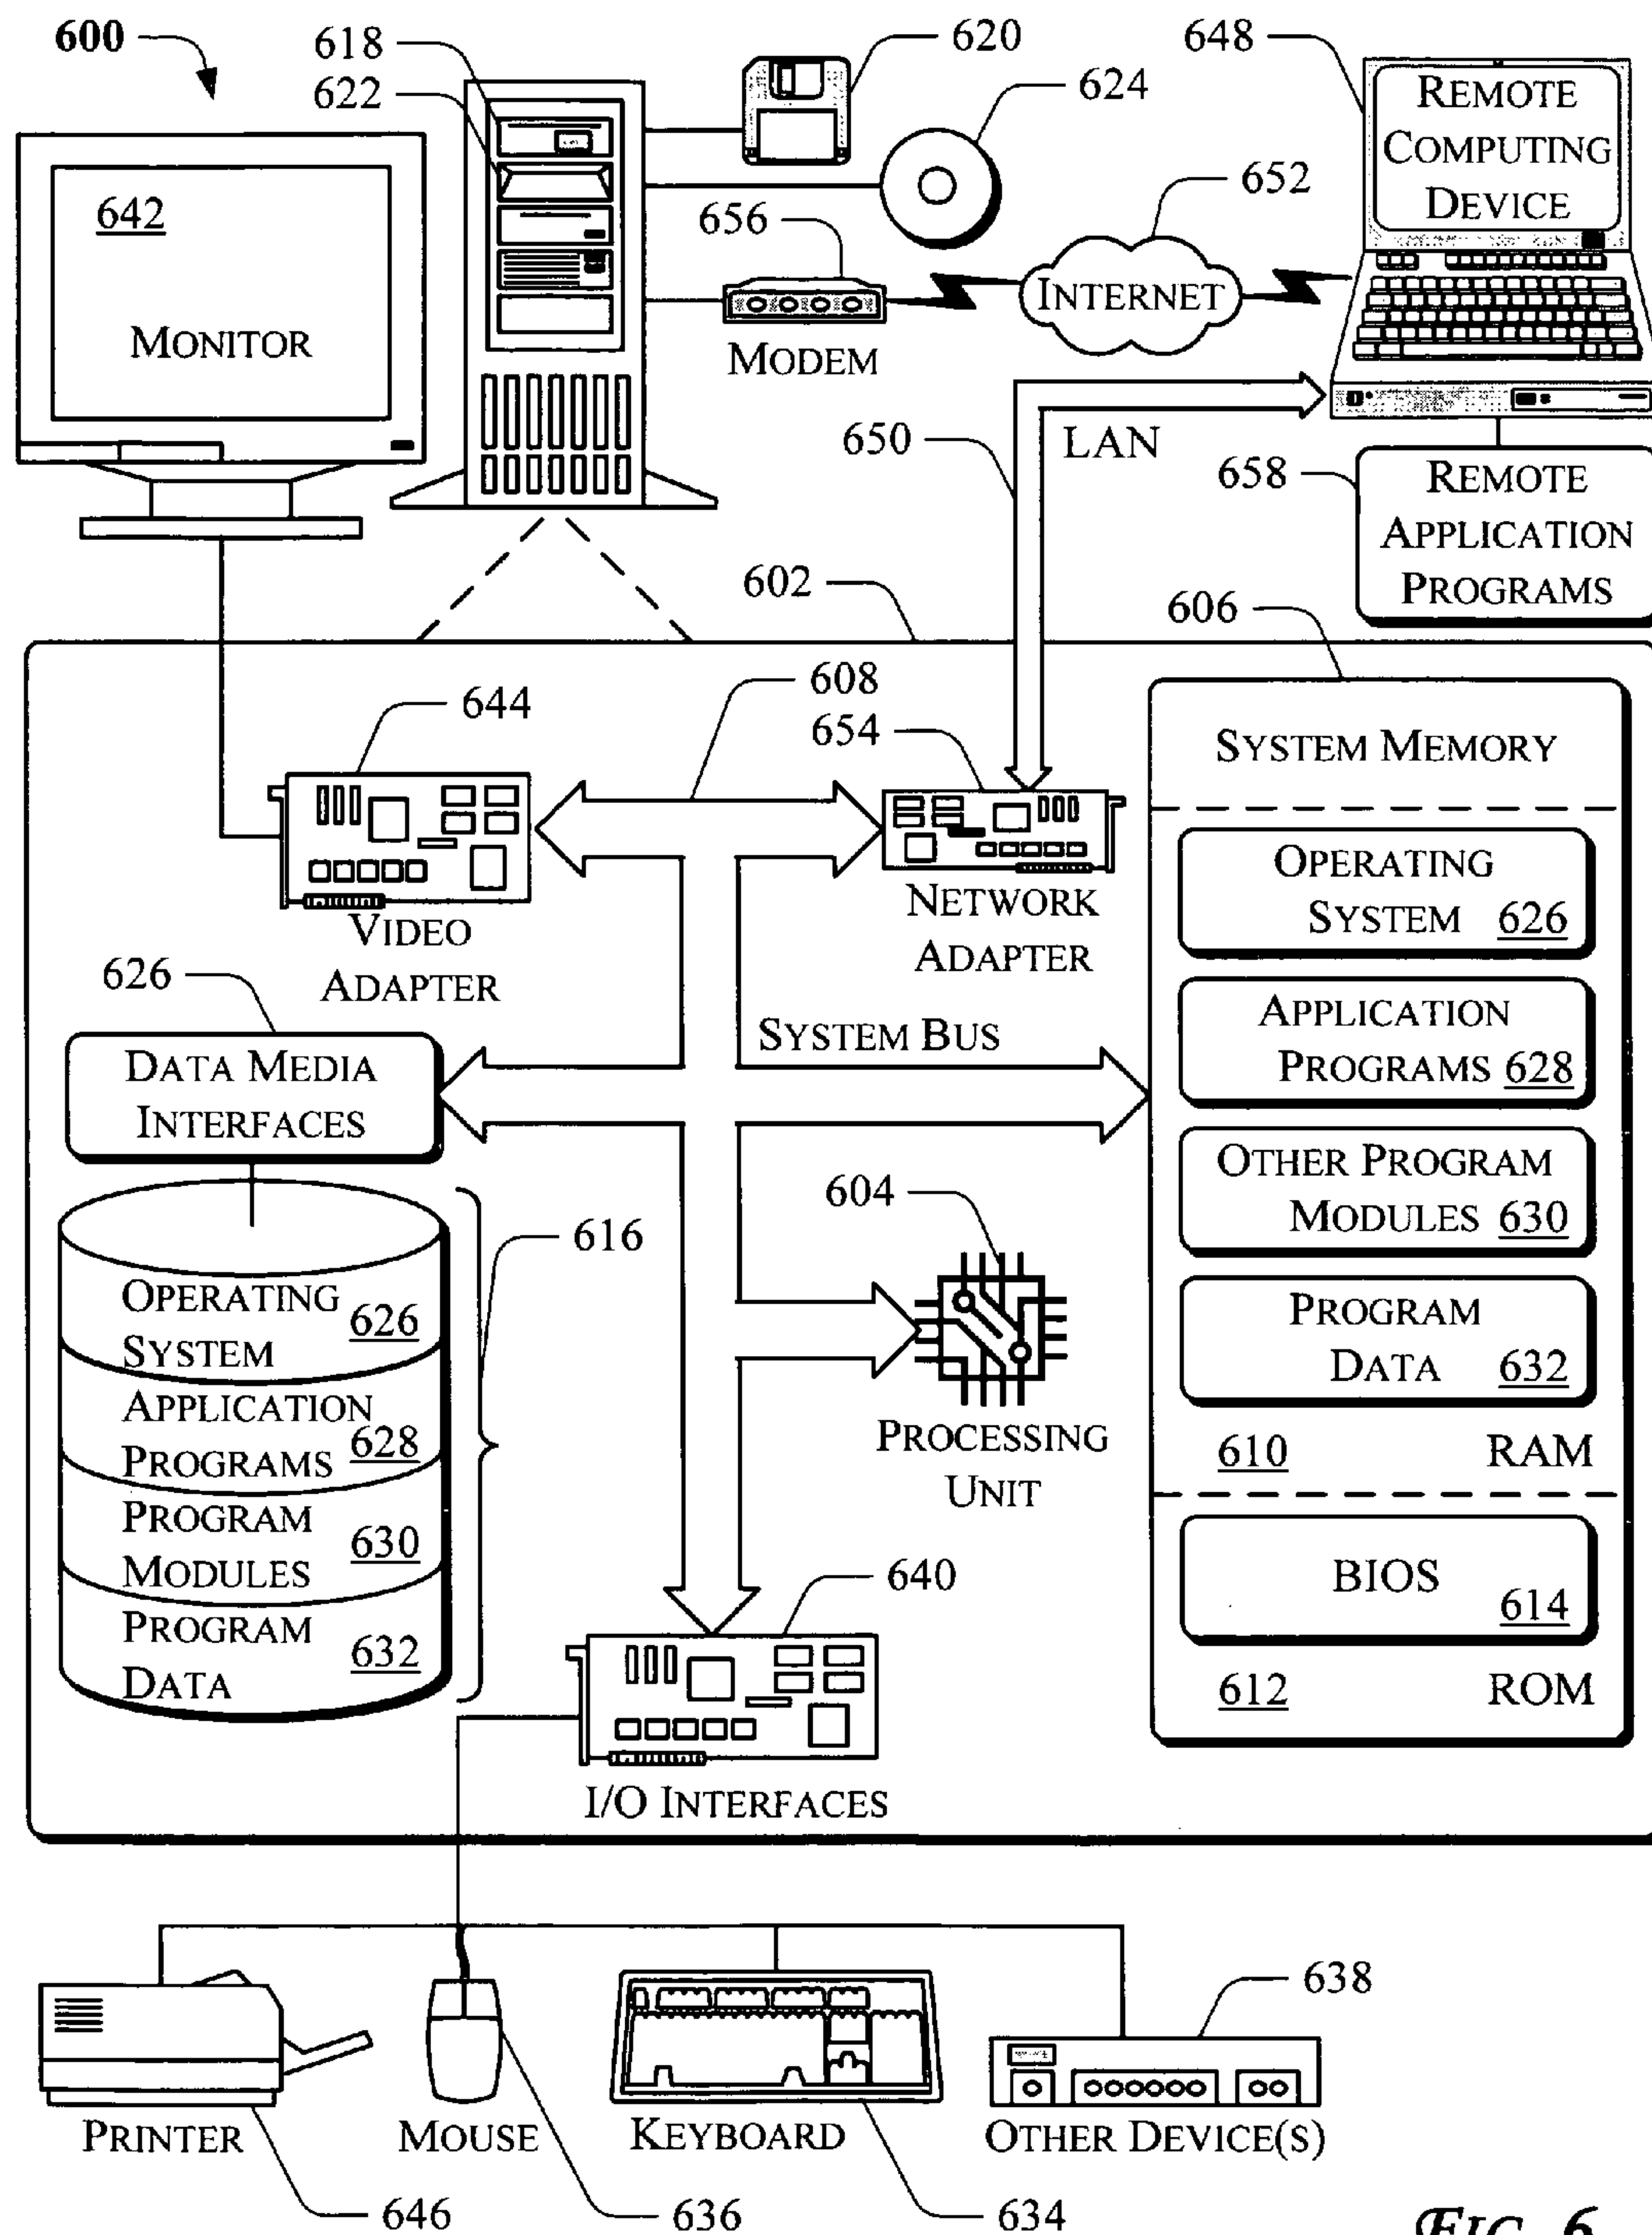 600
618
622
620
624
648
REMOTE
COMPUTING
DEVICE
642
MONITOR
656
MODEM
652
INTERNET
650
LAN
658
REMOTE
APPLICATION
PROGRAMS
602
606
608
644
654
VIDEO
ADAPTER
NETWORK
ADAPTER
SYSTEM MEMORY
OPERATING
SYSTEM 626
APPLICATION
PROGRAMS 628
OTHER PROGRAM
MODULES 630
PROGRAM
DATA 632
610 RAM
BIOS
614
612 ROM
626
DATA MEDIA
INTERFACES
SYSTEM BUS
616
OPERATING
SYSTEM 626
APPLICATION
PROGRAMS 628
PROGRAM
MODULES 630
PROGRAM
DATA 632
604
PROCESSING
UNIT
640
I/O INTERFACES
638
PRINTER
MOUSE
KEYBOARD
OTHER DEVICE(S)
646
636
634
FIG. 6